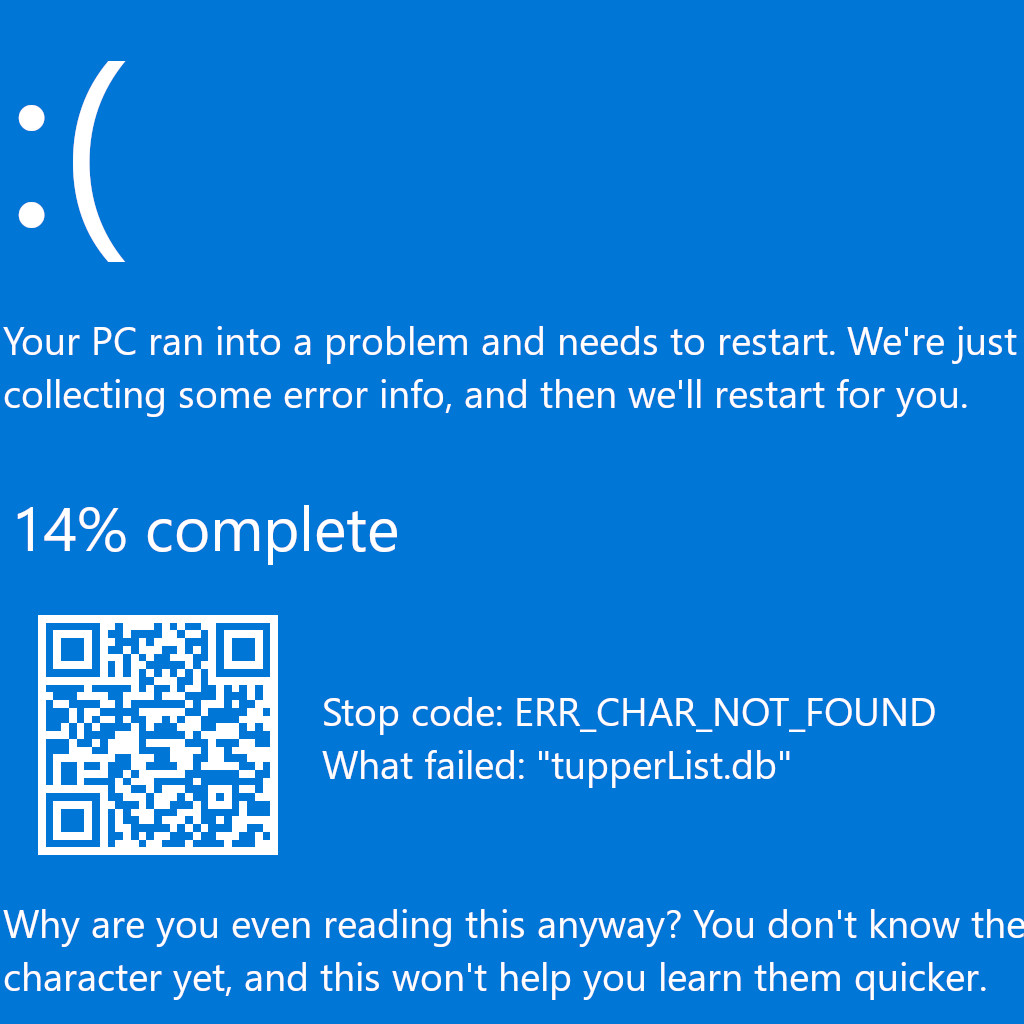 :(
Your PC ran into a problem and needs to restart. We're just
collecting some error info, and then we'll restart for you.
14% complete
Stop code: ERR_CHAR_NOT_FOUND
What failed: "tupperList.db"
Why are you even reading this anyway? You don't know the
character yet, and this won't help you learn them quicker.